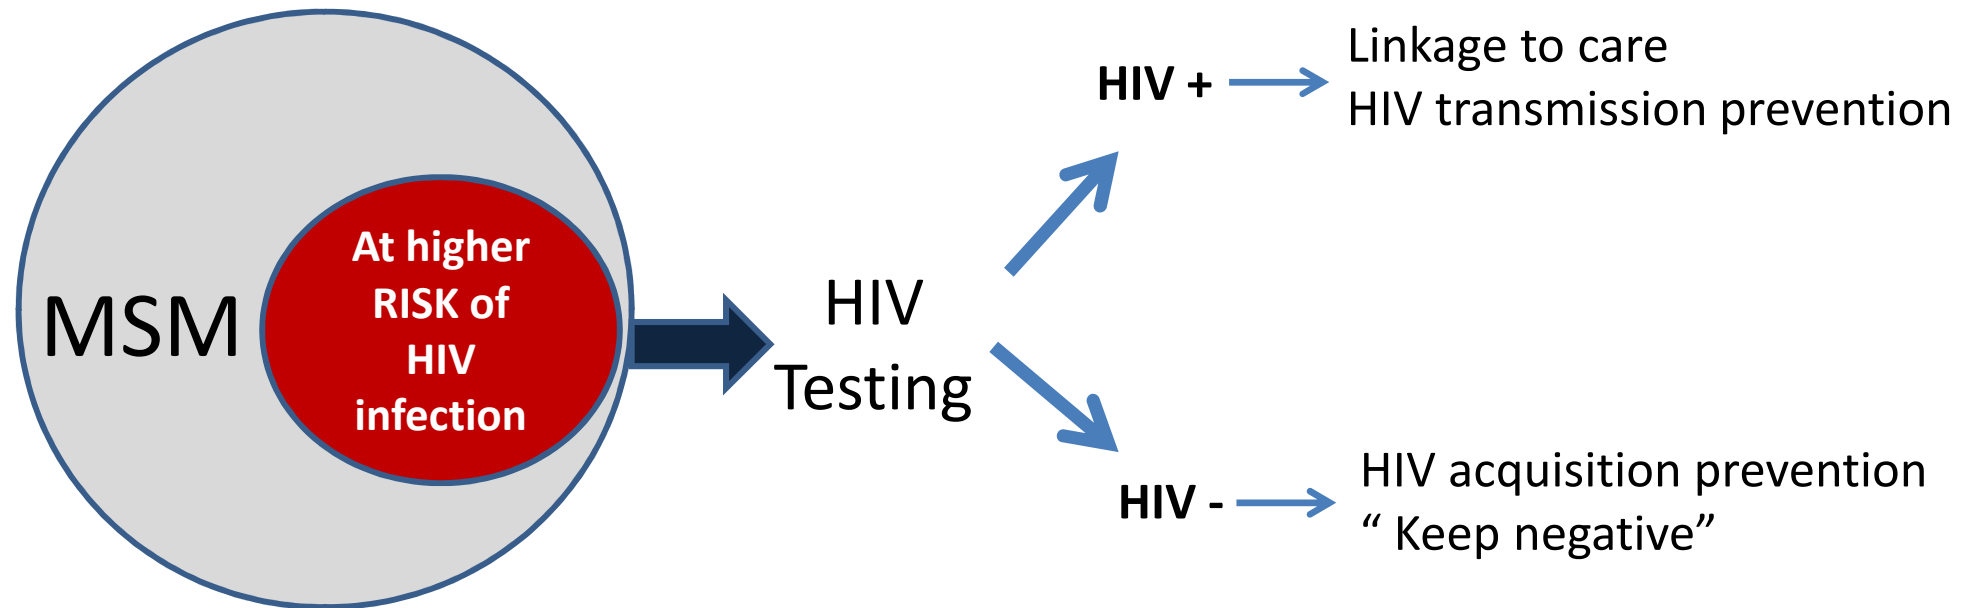 MSM
At higher
RISK of
HIV
infection
HIV
Testing
HIV +
Linkage to care
HIV transmission prevention
HIV -
HIV acquisition prevention
“ Keep negative”